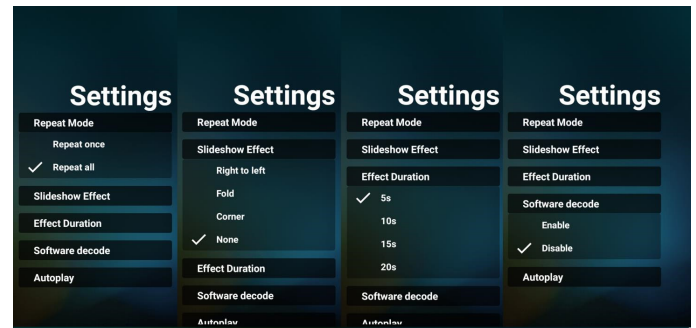 Settings
Repeat Mode
Repeat once
Repeat all
Slideshow Effect
Effect Duration
Software decode
Autoplay
Settings
Repeat Mode
Slideshow Effect
Right to left
Fold
Corner
None
Effect Duration
Software decode
Autoplay
Settings
Repeat Mode
Slideshow Effect
Effect Duration
5s
10s
15s
20s
Software decode
Autoplay
Settings
Repeat Mode
Slideshow Effect
Effect Duration
Software decode
Enable
Disable
Autoplay